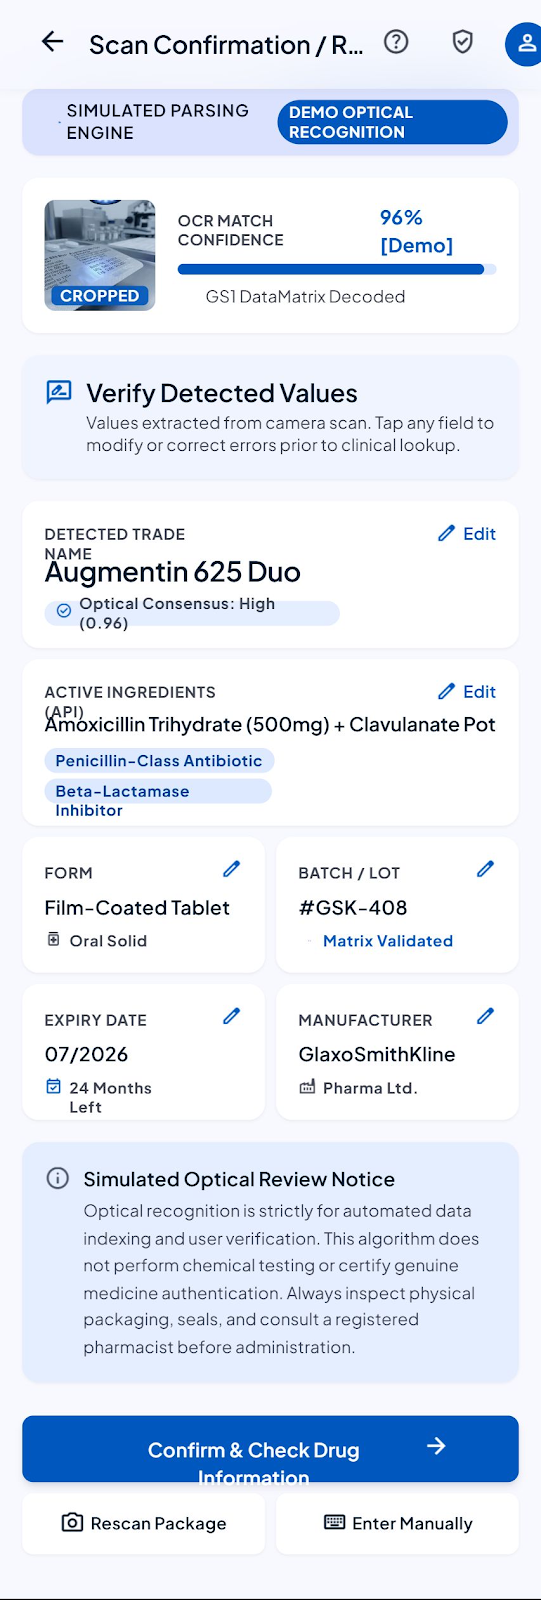 Scan Confirmation / R...
SIMULATED PARSING
ENGINE
DEMO OPTICAL
RECOGNITION
CROPPED
OCR MATCH
CONFIDENCE
96%
[Demo]
GS1 DataMatrix Decoded
Verify Detected Values
Values extracted from camera scan. Tap any field to
modify or correct errors prior to clinical lookup.
DETECTED TRADE
NAME
Edit
Augmentin 625 Duo
Optical Consensus: High
(0.96)
ACTIVE INGREDIENTS
(API)
Edit
Amoxicillin Trihydrate (500mg) + Clavulanate Pot
Penicillin-Class Antibiotic
Beta-Lactamase
Inhibitor
FORM
Film-Coated Tablet
Oral Solid
BATCH / LOT
#GSK-408
Matrix Validated
EXPIRY DATE
07/2026
24 Months
Left
MANUFACTURER
GlaxoSmithKline
Pharma Ltd.
Simulated Optical Review Notice
Optical recognition is strictly for automated data
indexing and user verification. This algorithm does
not perform chemical testing or certify genuine
medicine authentication. Always inspect physical
packaging, seals, and consult a registered
pharmacist before administration.
Confirm & Check Drug
Information
Rescan Package
Enter Manually